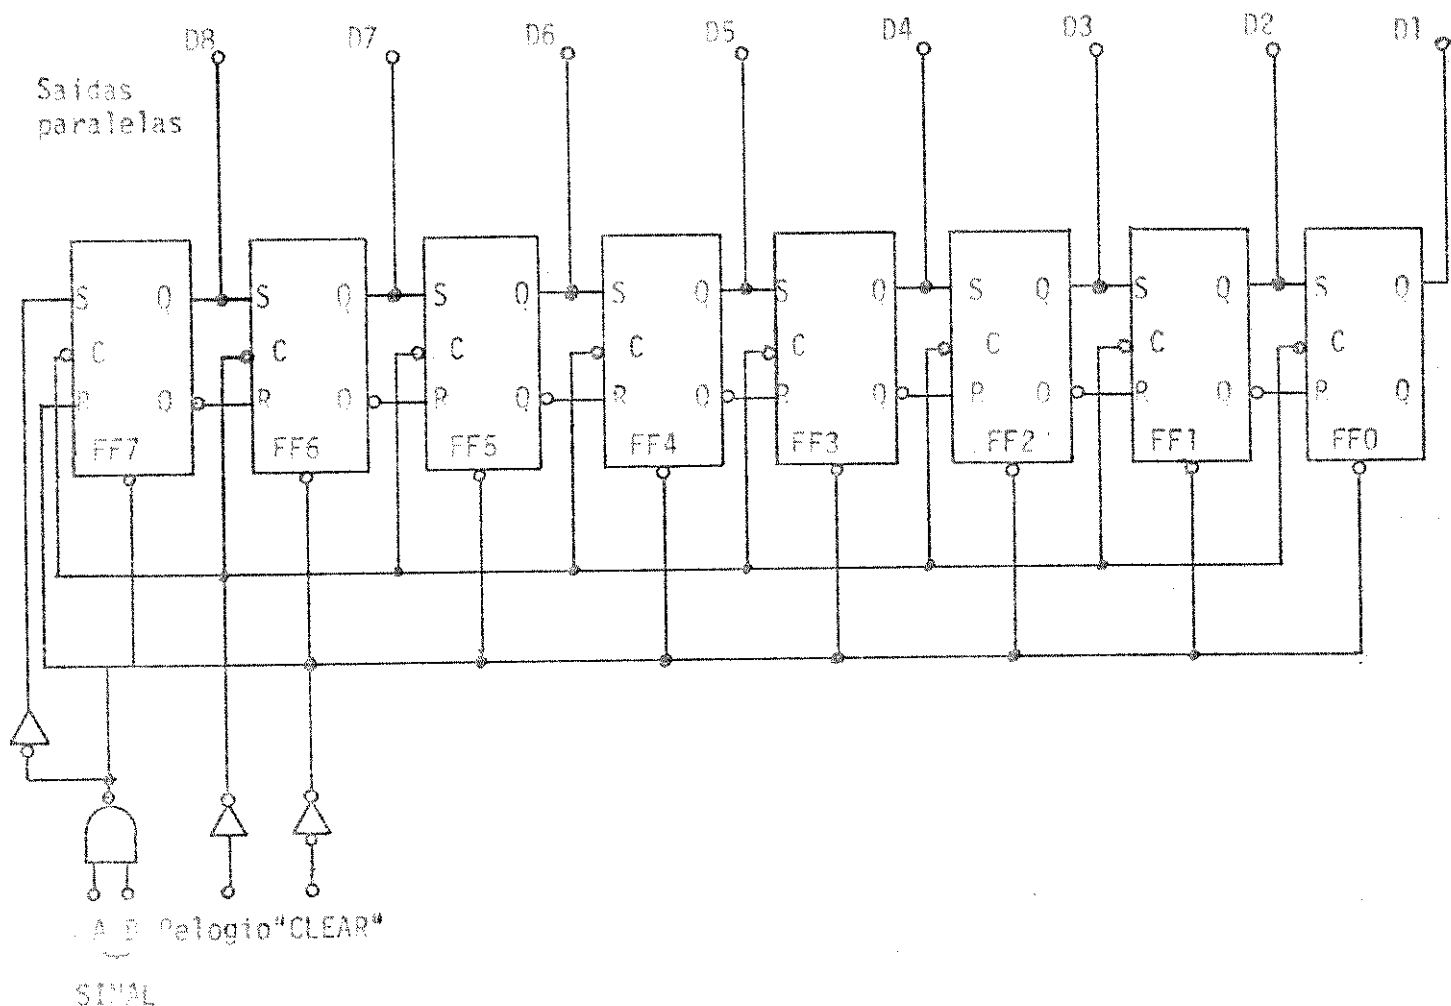 D8 D7 D6 D5 D4 D3 D2 D1
Saidas
paralelas
S Q S Q S Q S Q S Q S Q S Q S Q
C C C C C C C C
R Q R Q R Q R Q R Q R Q R Q R Q
FF7 FF6 FF5 FF4 FF3 FF2 FF1 FF0
A B Relogio "CLEAR"
SINAL